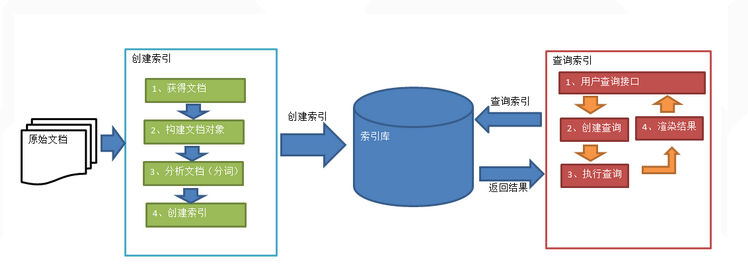 原始文档
创建索引
1、获得文档
2、构建文档对象
3、分析文档（分词）
4、创建索引
创建索引
索引库
查询索引
返回结果
查询索引
1、用户查询接口
2、创建查询
4、渲染结果
3、执行查询